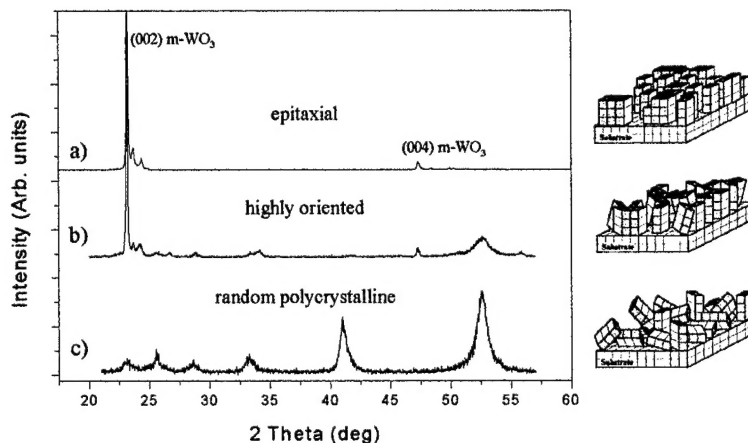 (002) m-WO₃
epitaxial
(004) m-WO₃
a)
highly oriented
b)
random polycrystalline
c)
Intensity (Arb. units)
20 25 30 35 40 45 50 55 60
2 Theta (deg)
Substrate
Substrate
Substrate